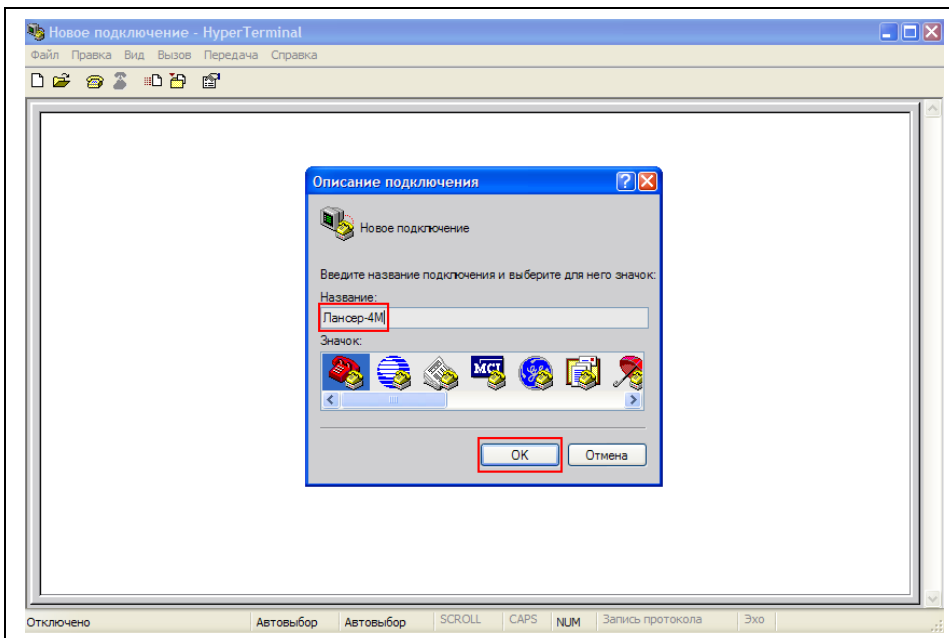 Новое подключение - HyperTerminal
Файл Правка Вид Вызов Передача Справка
Описание подключения
Новое подключение
Введите название подключения и выберите для него значок:
Название:
Лансер-4М
Значок:
MCI
OK Отмена
Отключено Автовыбор Автовыбор SCROLL CAPS NUM Запись протокола Эхо